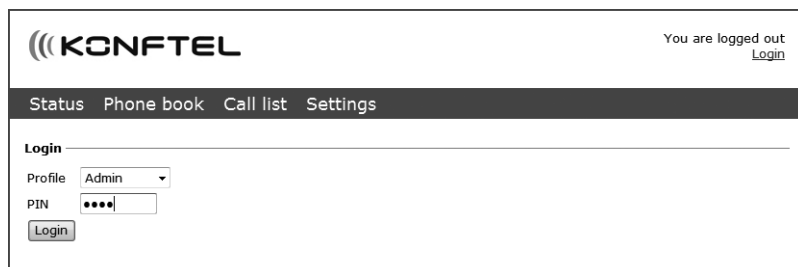 KONFTEL
You are logged out
Login
Status Phone book Call list Settings
Login
Profile Admin
PIN ••••
Login